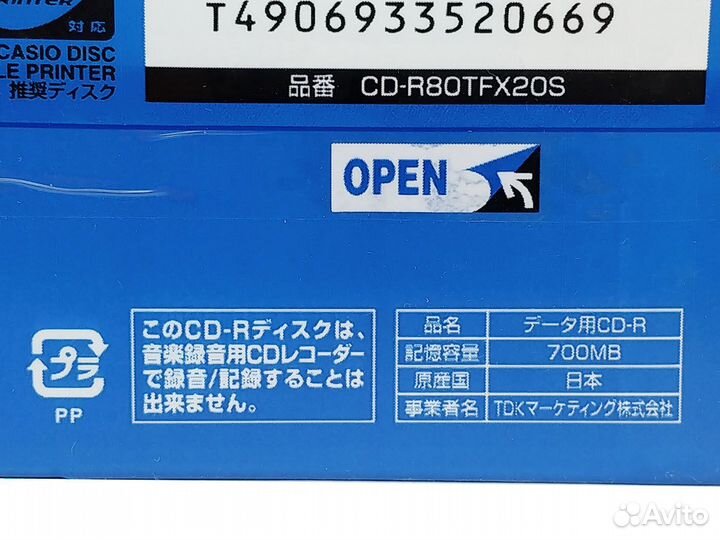 PRINTER
対応
CASIO DISC
LE PRINTER
推奨ディスク
T4906933520669
品番 CD-R80TFX20S
OPEN
プラ
PP
このCD-Rディスクは、
音楽録音用CDレコーダー
で録音/記録することは
出来ません。
品名 データ用CD-R
記憶容量 700MB
原産国 日本
事業者名 TDKマーケティング株式会社
Avito